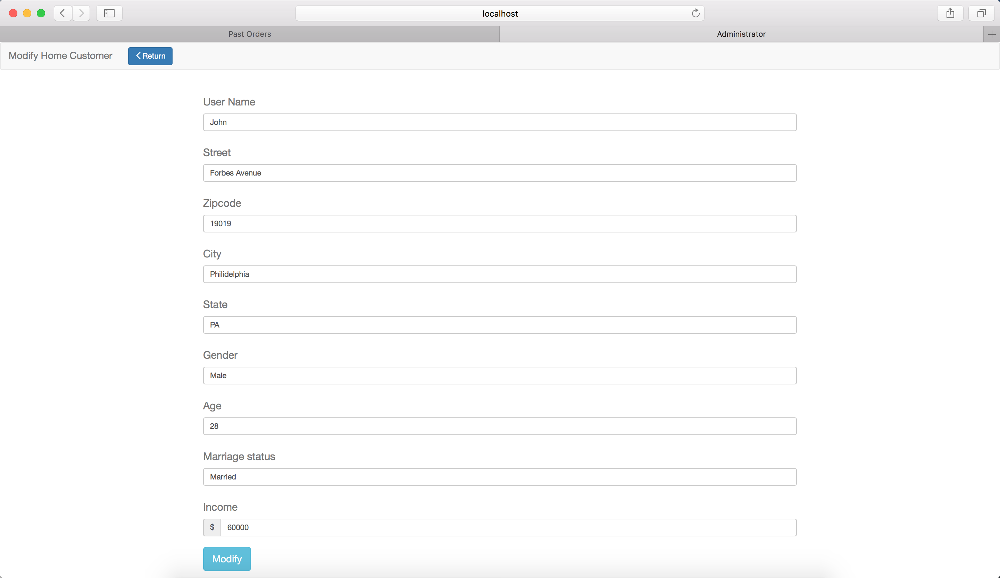 localhost
Past Orders
Administrator
Modify Home Customer
Return
User Name
John
Street
Forbes Avenue
Zipcode
19019
City
Philidelphia
State
PA
Gender
Male
Age
28
Marriage status
Married
Income
$ 60000
Modify